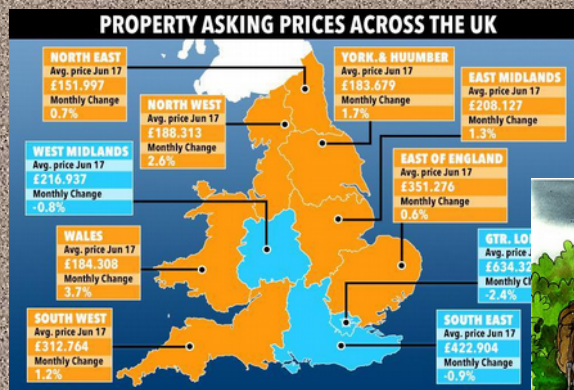 PROPERTY ASKING PRICES ACROSS THE UK
NORTH EAST
Avg. price Jun 17
£151.997
Monthly Change
0.7%
NORTH WEST
Avg. price Jun 17
£188.313
Monthly Change
2.6%
YORK.& HUUMBER
Avg. price Jun 17
£183.679
Monthly Change
1.7%
EAST MIDLANDS
Avg. price Jun 17
£208.127
Monthly Change
1.3%
WEST MIDLANDS
Avg. price Jun 17
£216.937
Monthly Change
-0.8%
EAST OF ENGLAND
Avg. price Jun 17
£351.276
Monthly Change
0.6%
WALES
Avg. price Jun 17
£184.308
Monthly Change
3.7%
GTR.
Avg. price
£634.32
Monthly
-2.4%
SOUTH WEST
Avg. price Jun 17
£312.764
Monthly Change
1.2%
SOUTH EAST
Avg. price Jun 17
£422.904
Monthly Change
-0.9%